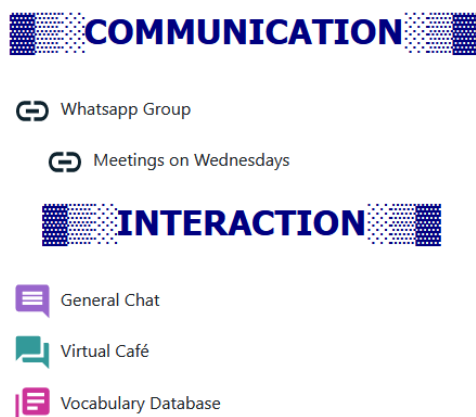 ▓▒░COMMUNICATION░▒▓
Whatsapp Group
Meetings on Wednesdays
▓▒░INTERACTION░▒▓
General Chat
Virtual Café
Vocabulary Database